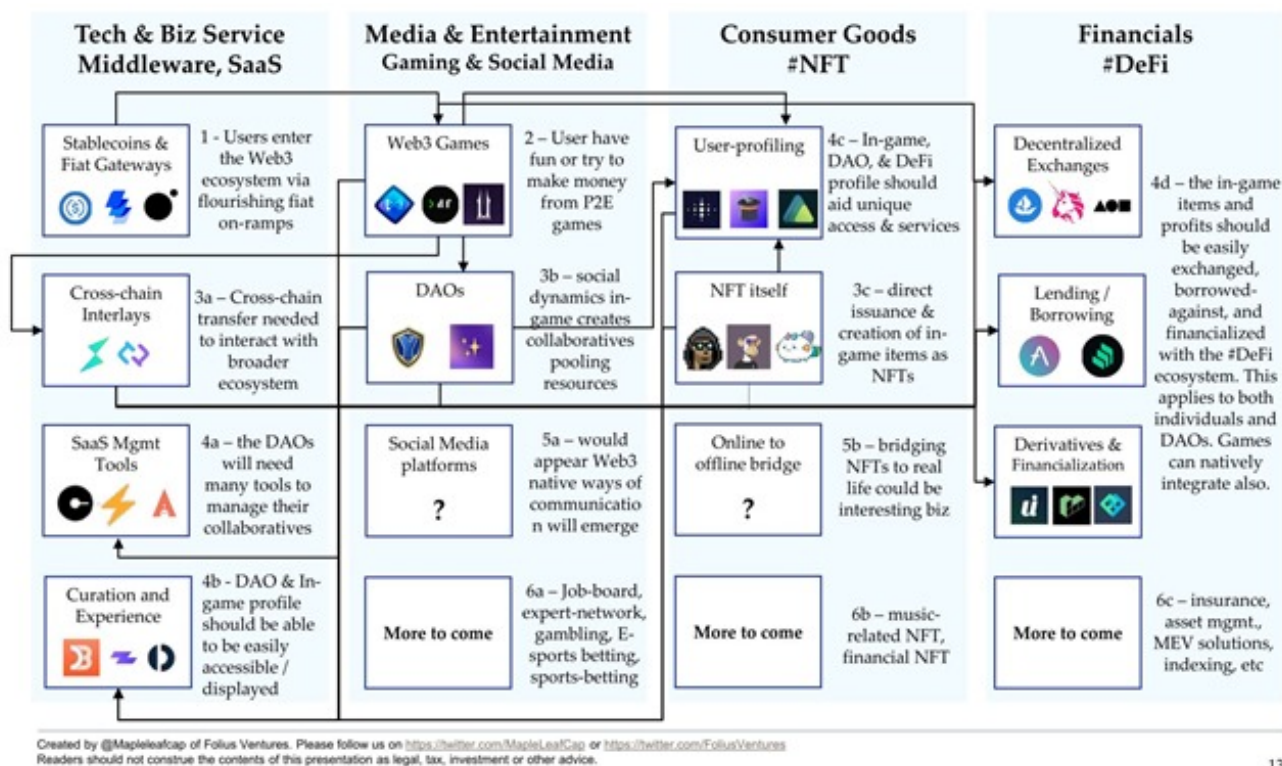 Tech & Biz Service
Middleware, SaaS
Media & Entertainment
Gaming & Social Media
Consumer Goods
#NFT
Financials
#DeFi
Stablecoins &
Fiat Gateways
1 - Users enter
the Web3
ecosystem via
flourishing fiat
on-ramps
Web3 Games
2 – User have
fun or try to
make money
from P2E
games
User-profiling
4c – In-game,
DAO, & DeFi
profile should
aid unique
access & services
Decentralized
Exchanges
4d – the in-game
items and
profits should
be easily
exchanged,
borrowed-
against, and
financialized
with the #DeFi
ecosystem. This
applies to both
individuals and
DAOs. Games
can natively
integrate also.
Cross-chain
Interlays
3a – Cross-chain
transfer needed
to interact with
broader
ecosystem
DAOs
3b – social
dynamics in-
game creates
collaboratives
pooling
resources
NFT itself
3c – direct
issuance &
creation of in-
game items as
NFTs
Lending /
Borrowing
SaaS Mgmt
Tools
4a – the DAOs
will need
many tools to
manage their
collaboratives
Social Media
platforms
?
5a – would
appear Web3
native ways of
communicatio
n will emerge
Online to
offline bridge
?
5b – bridging
NFTs to real
life could be
interesting biz
Derivatives &
Financialization
Curation and
Experience
4b - DAO & In-
game profile
should be able
to be easily
accessible /
displayed
More to come
6a – Job-board,
expert-network,
gambling, E-
sports betting,
sports-betting
More to come
6b – music-
related NFT,
financial NFT
More to come
6c – insurance,
asset mgmt.,
MEV solutions,
indexing, etc
Created by @Mapleleafcap of Folius Ventures. Please follow us on https://twitter.com/MapleLeafCap or https://twitter.com/FoliusVentures
Readers should not construe the contents of this presentation as legal, tax, investment or other advice.
13